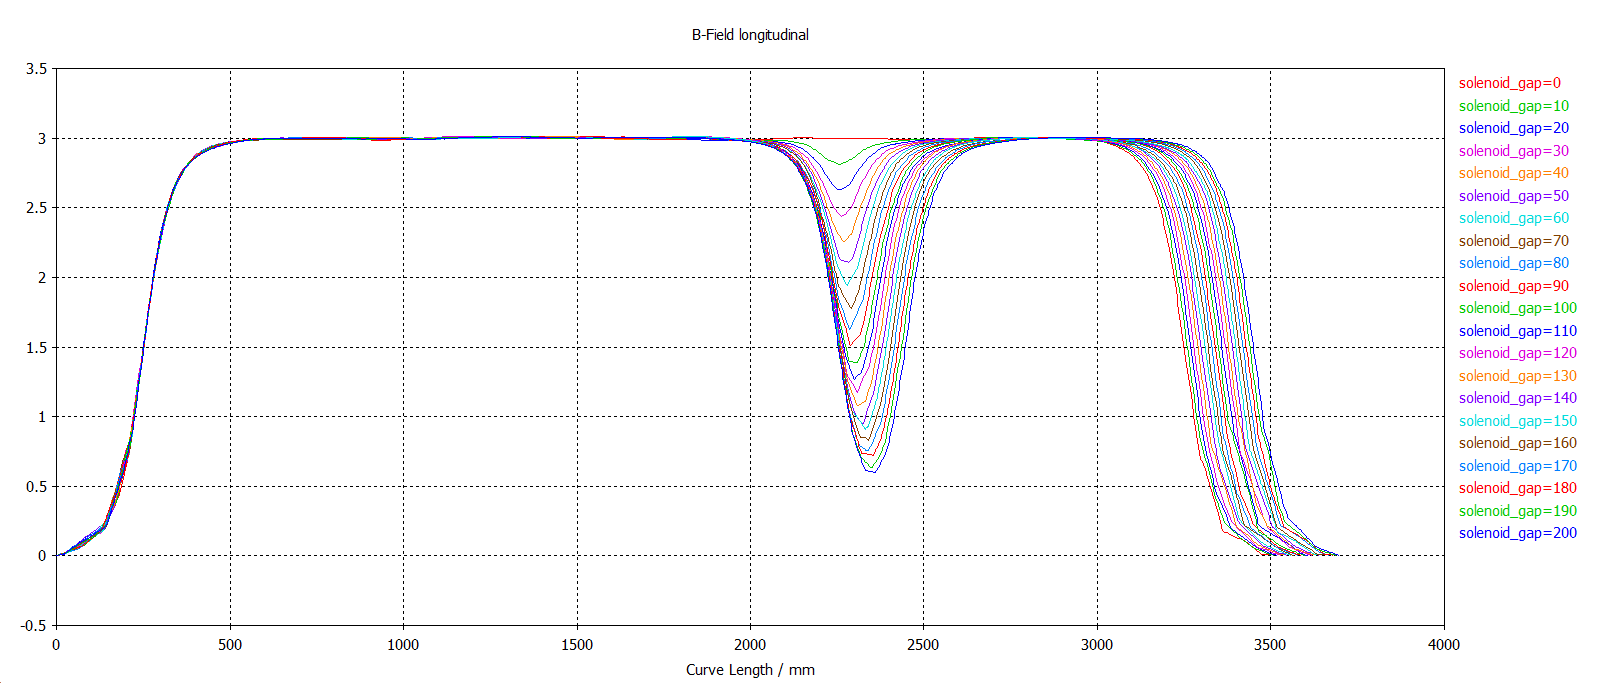 B-Field longitudinal
3.5
3
2.5
2
1.5
1
0.5
0
-0.5
0 500 1000 1500 2000 2500 3000 3500 4000
Curve Length / mm
solenoid_gap=0
solenoid_gap=10
solenoid_gap=20
solenoid_gap=30
solenoid_gap=40
solenoid_gap=50
solenoid_gap=60
solenoid_gap=70
solenoid_gap=80
solenoid_gap=90
solenoid_gap=100
solenoid_gap=110
solenoid_gap=120
solenoid_gap=130
solenoid_gap=140
solenoid_gap=150
solenoid_gap=160
solenoid_gap=170
solenoid_gap=180
solenoid_gap=190
solenoid_gap=200